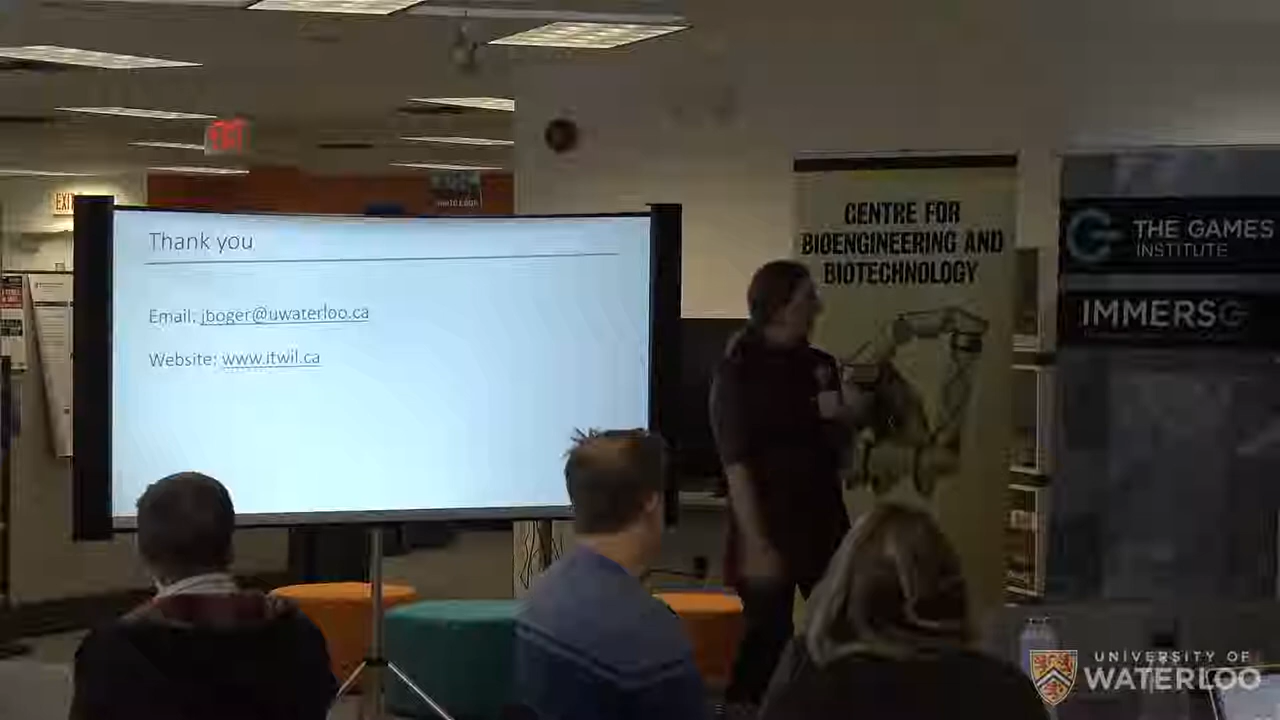 EXIT
Thank you
Email: jboger@uwaterloo.ca
Website: www.itwil.ca
CENTRE FOR
BIOENGINEERING AND
BIOTECHNOLOGY
THE GAMES
INSTITUTE
IMMERSe
UNIVERSITY OF
WATERLOO